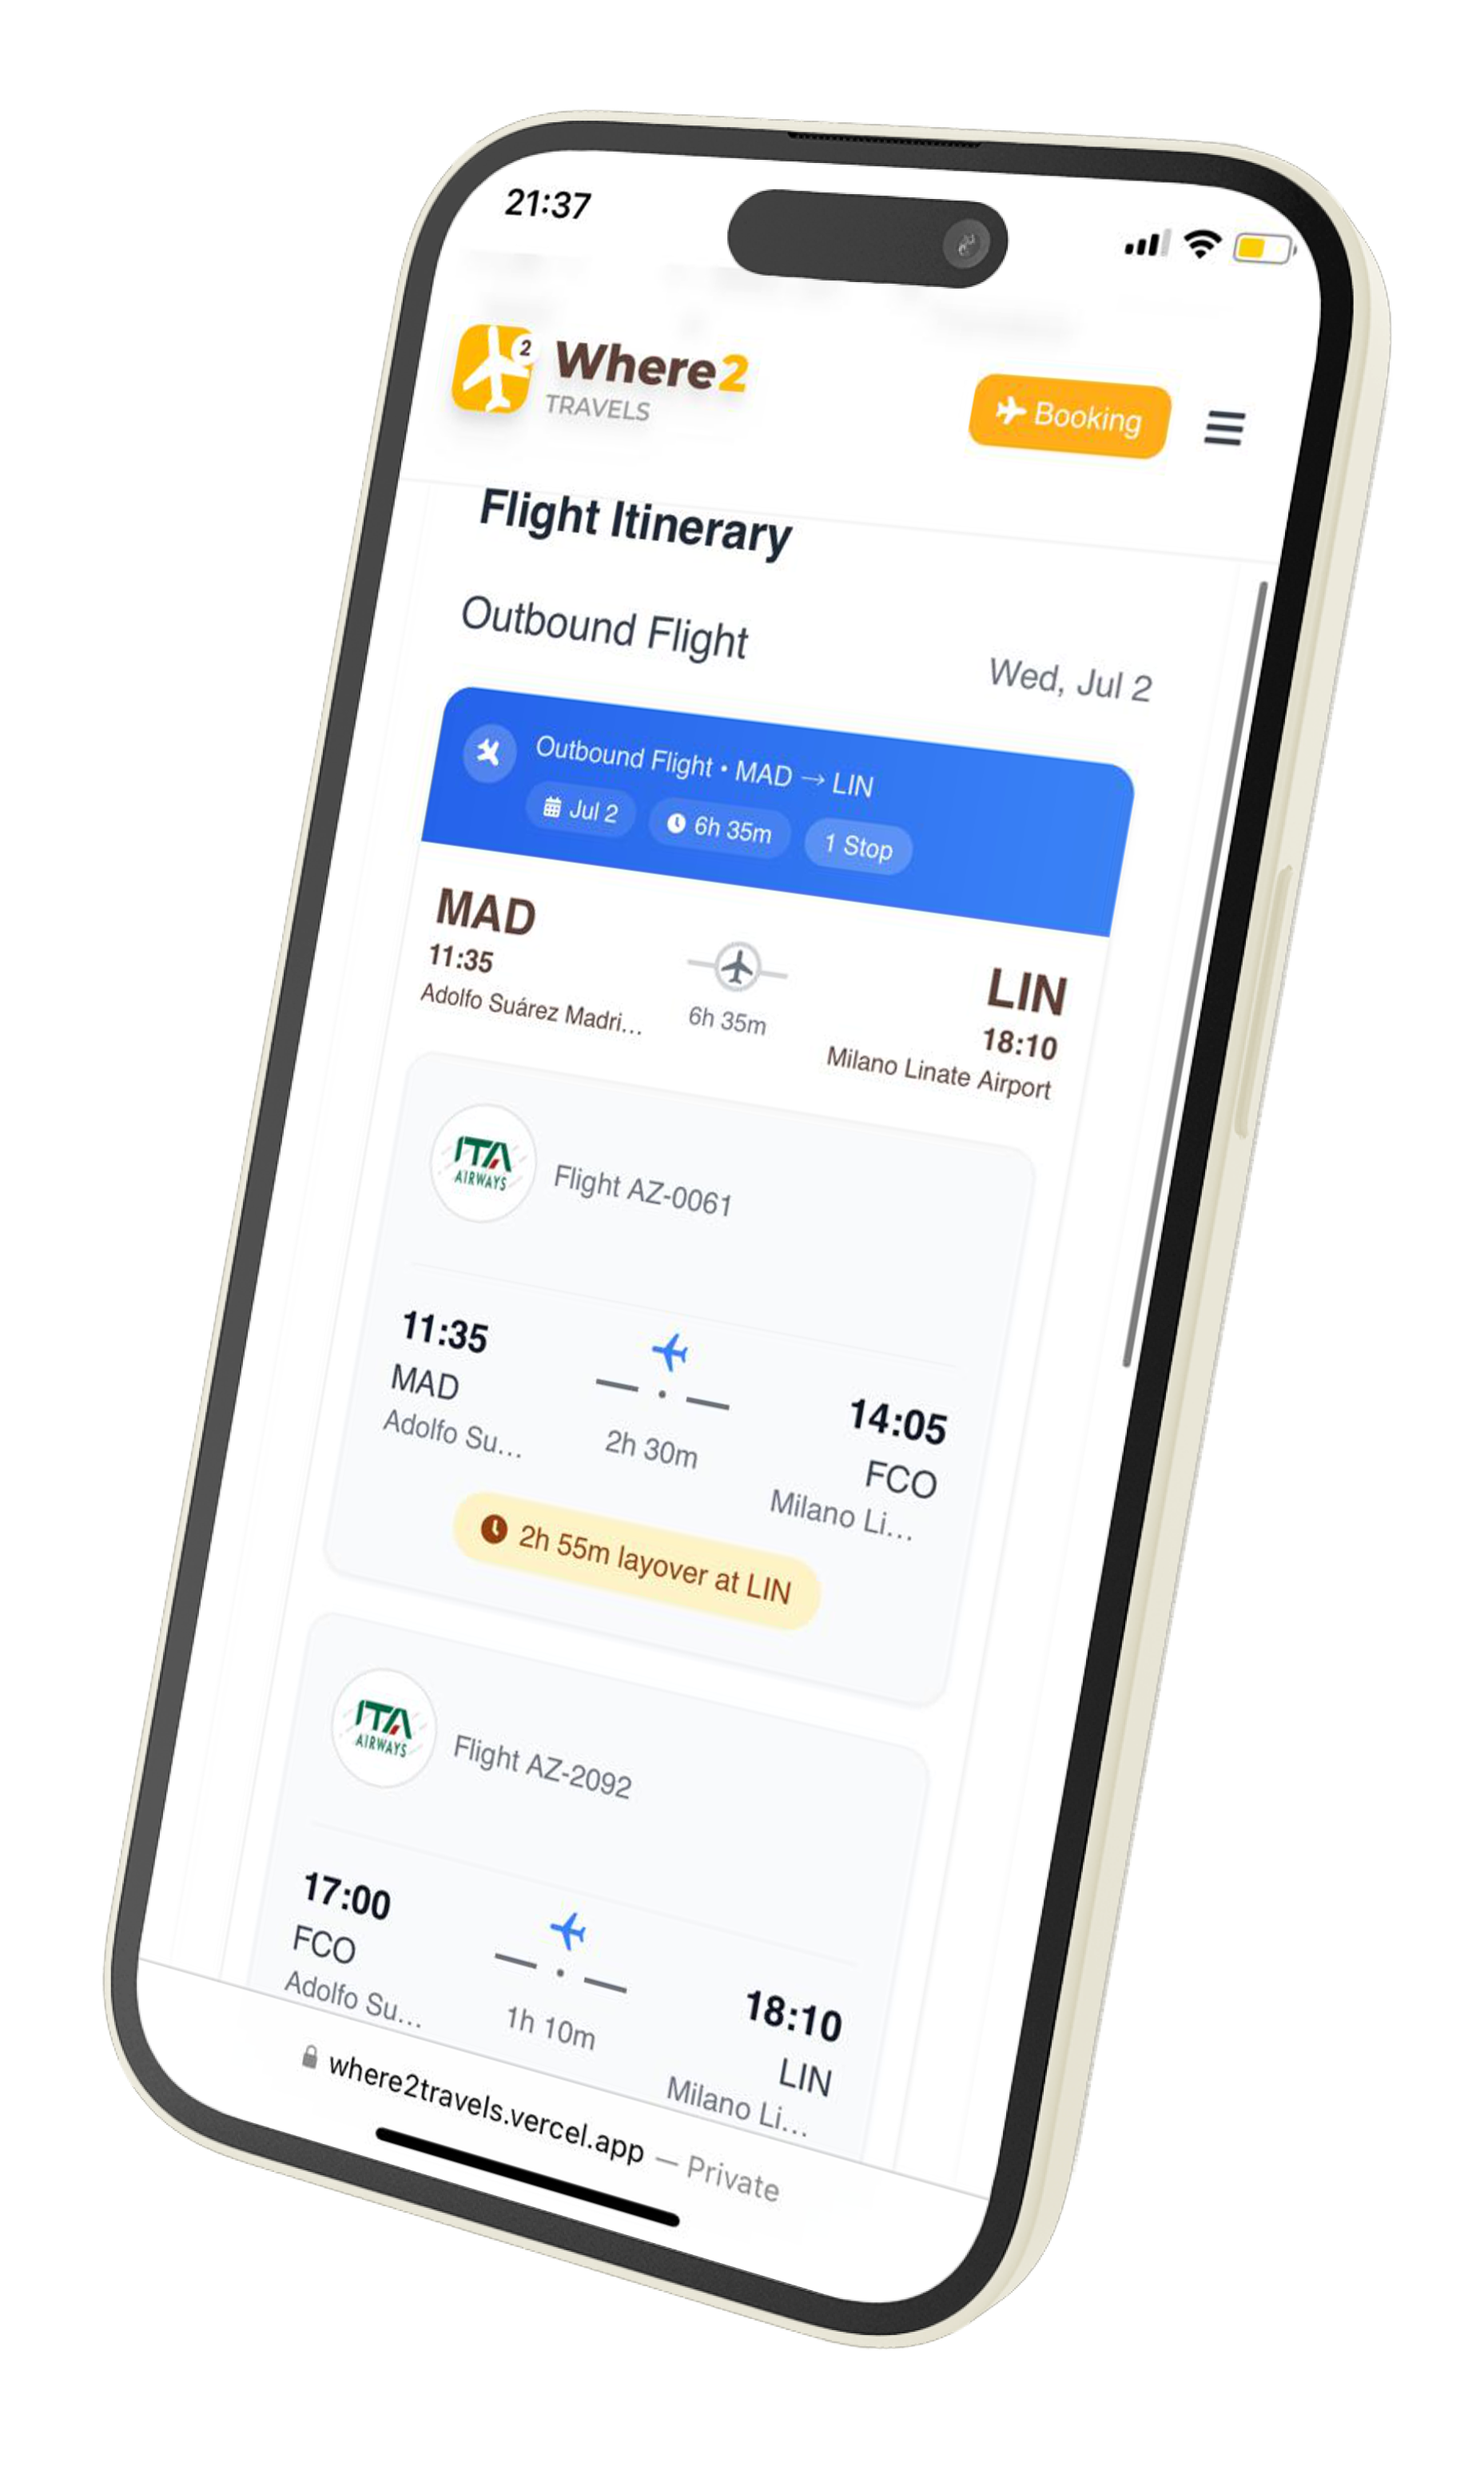 21:37
2
Where2
TRAVELS
Booking
Flight Itinerary
Outbound Flight
Wed, Jul 2
Outbound Flight • MAD → LIN
Jul 2
6h 35m
1 Stop
MAD
11:35
Adolfo Suárez Madri...
6h 35m
LIN
18:10
Milano Linate Airport
ITA
AIRWAYS
Flight AZ-0061
11:35
MAD
Adolfo Su...
2h 30m
14:05
FCO
Milano Li...
2h 55m layover at LIN
ITA
AIRWAYS
Flight AZ-2092
17:00
FCO
Adolfo Su...
1h 10m
18:10
LIN
Milano Li...
where2travels.vercel.app — Private